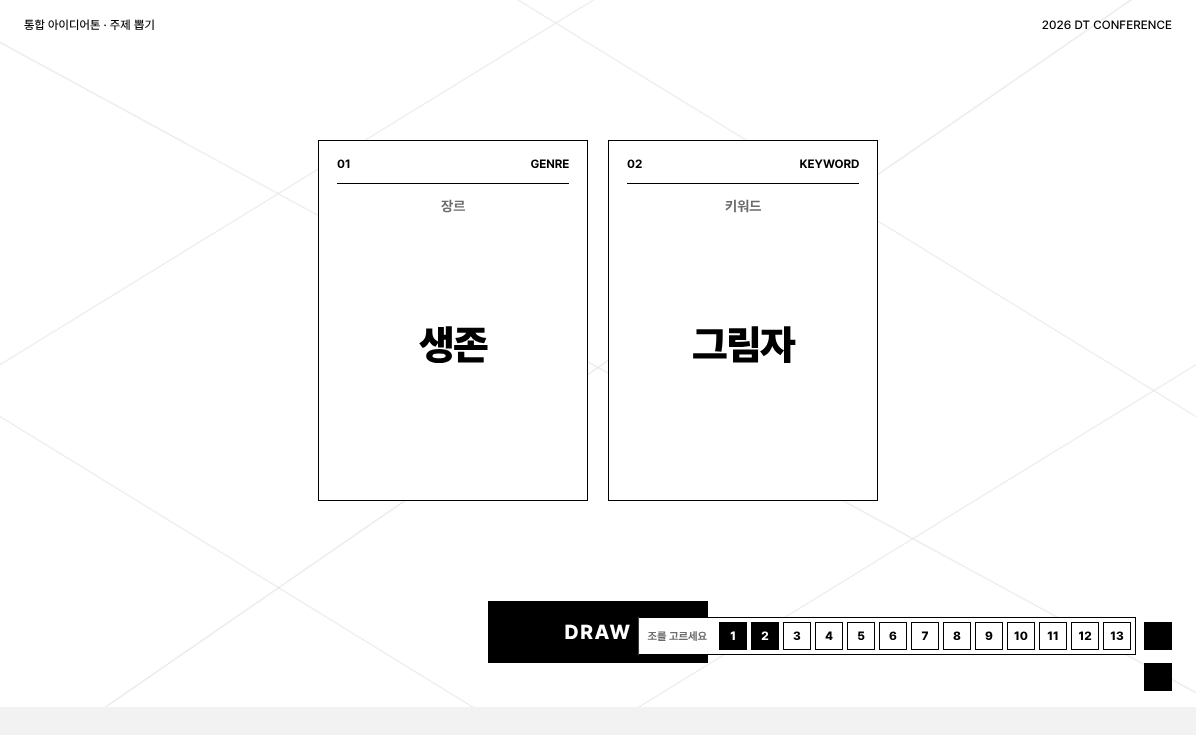 통합 아이디어톤 · 주제 뽑기
2026 DT CONFERENCE
01 GENRE
장르
생존
02 KEYWORD
키워드
그림자
DRAW
조를 고르세요 1 2 3 4 5 6 7 8 9 10 11 12 13